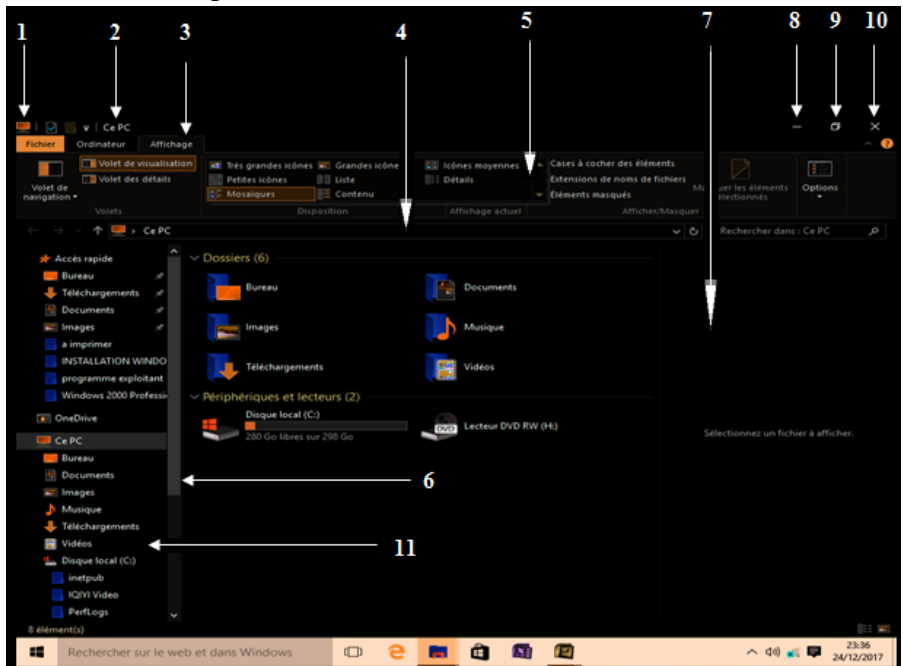 1 2 3 4 5 7 8 9 10
Ce PC
Fichier Ordinateur Affichage
Volet de navigation
Volet de visualisation
Volet des détails
Volets
Très grandes icônes Grandes icône Icônes moyennes
Petites icônes Liste Détails
Mosaïques Contenu
Disposition
Affichage actuel
Cases à cocher des éléments
Extensions de noms de fichiers
Éléments masqués
Afficher/Masquer
uer les éléments
Options
Ce PC
Rechercher dans : Ce PC
Accès rapide
Bureau
Téléchargements
Documents
Images
a imprimer
INSTALLATION WINDO
programme exploitant
Windows 2000 Professi
OneDrive
Ce PC
Bureau
Documents
Images
Musique
Téléchargements
Vidéos
Disque local (C:)
inetpub
IQIYI Video
PerfLogs
Dossiers (6)
Bureau Documents
Images Musique
Téléchargements Vidéos
Périphériques et lecteurs (2)
Disque local (C:)
280 Go libres sur 298 Go
DVD
Lecteur DVD RW (H:)
6
11
Sélectionnez un fichier à afficher.
8 élément(s)
Rechercher sur le web et dans Windows
23:36
24/12/2017